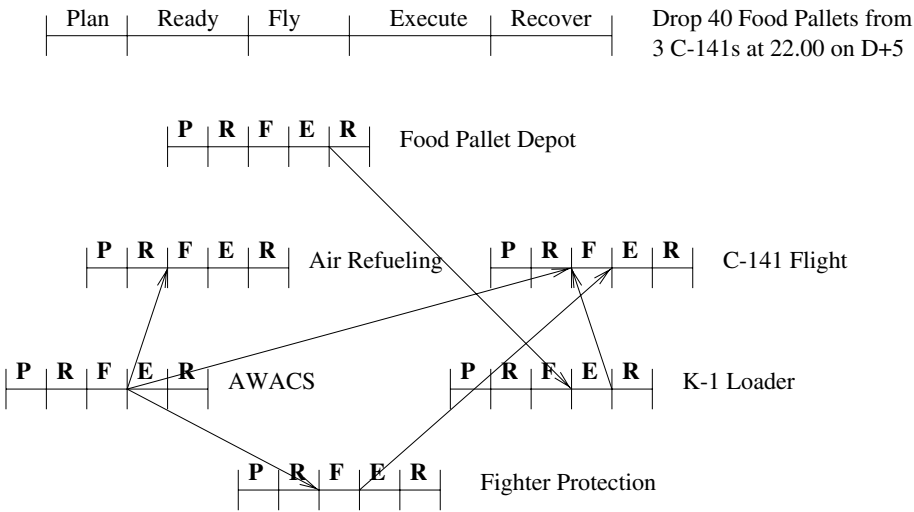 Plan Ready Fly Execute Recover Drop 40 Food Pallets from
3 C-141s at 22.00 on D+5
P R F E R Food Pallet Depot
P R F E R Air Refueling P R F E R C-141 Flight
P R F E R AWACS P R F E R K-1 Loader
P R F E R Fighter Protection